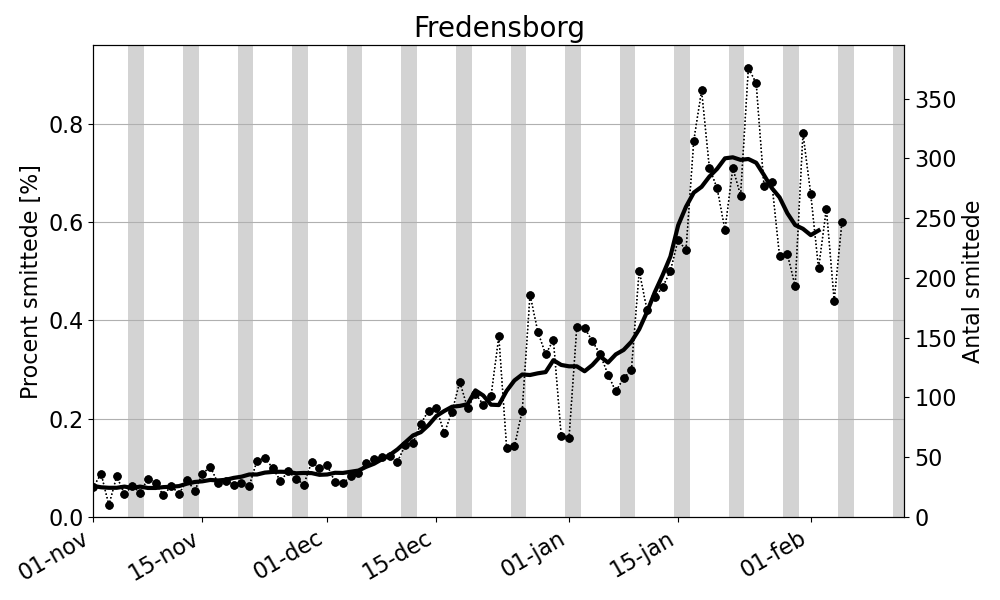 Fredensborg
Procent smittede [%]
0.8
0.6
0.4
0.2
0.0
350
300
250
200
150
100
50
0
Antal smittede
01-nov
15-nov
01-dec
15-dec
01-jan
15-jan
01-feb